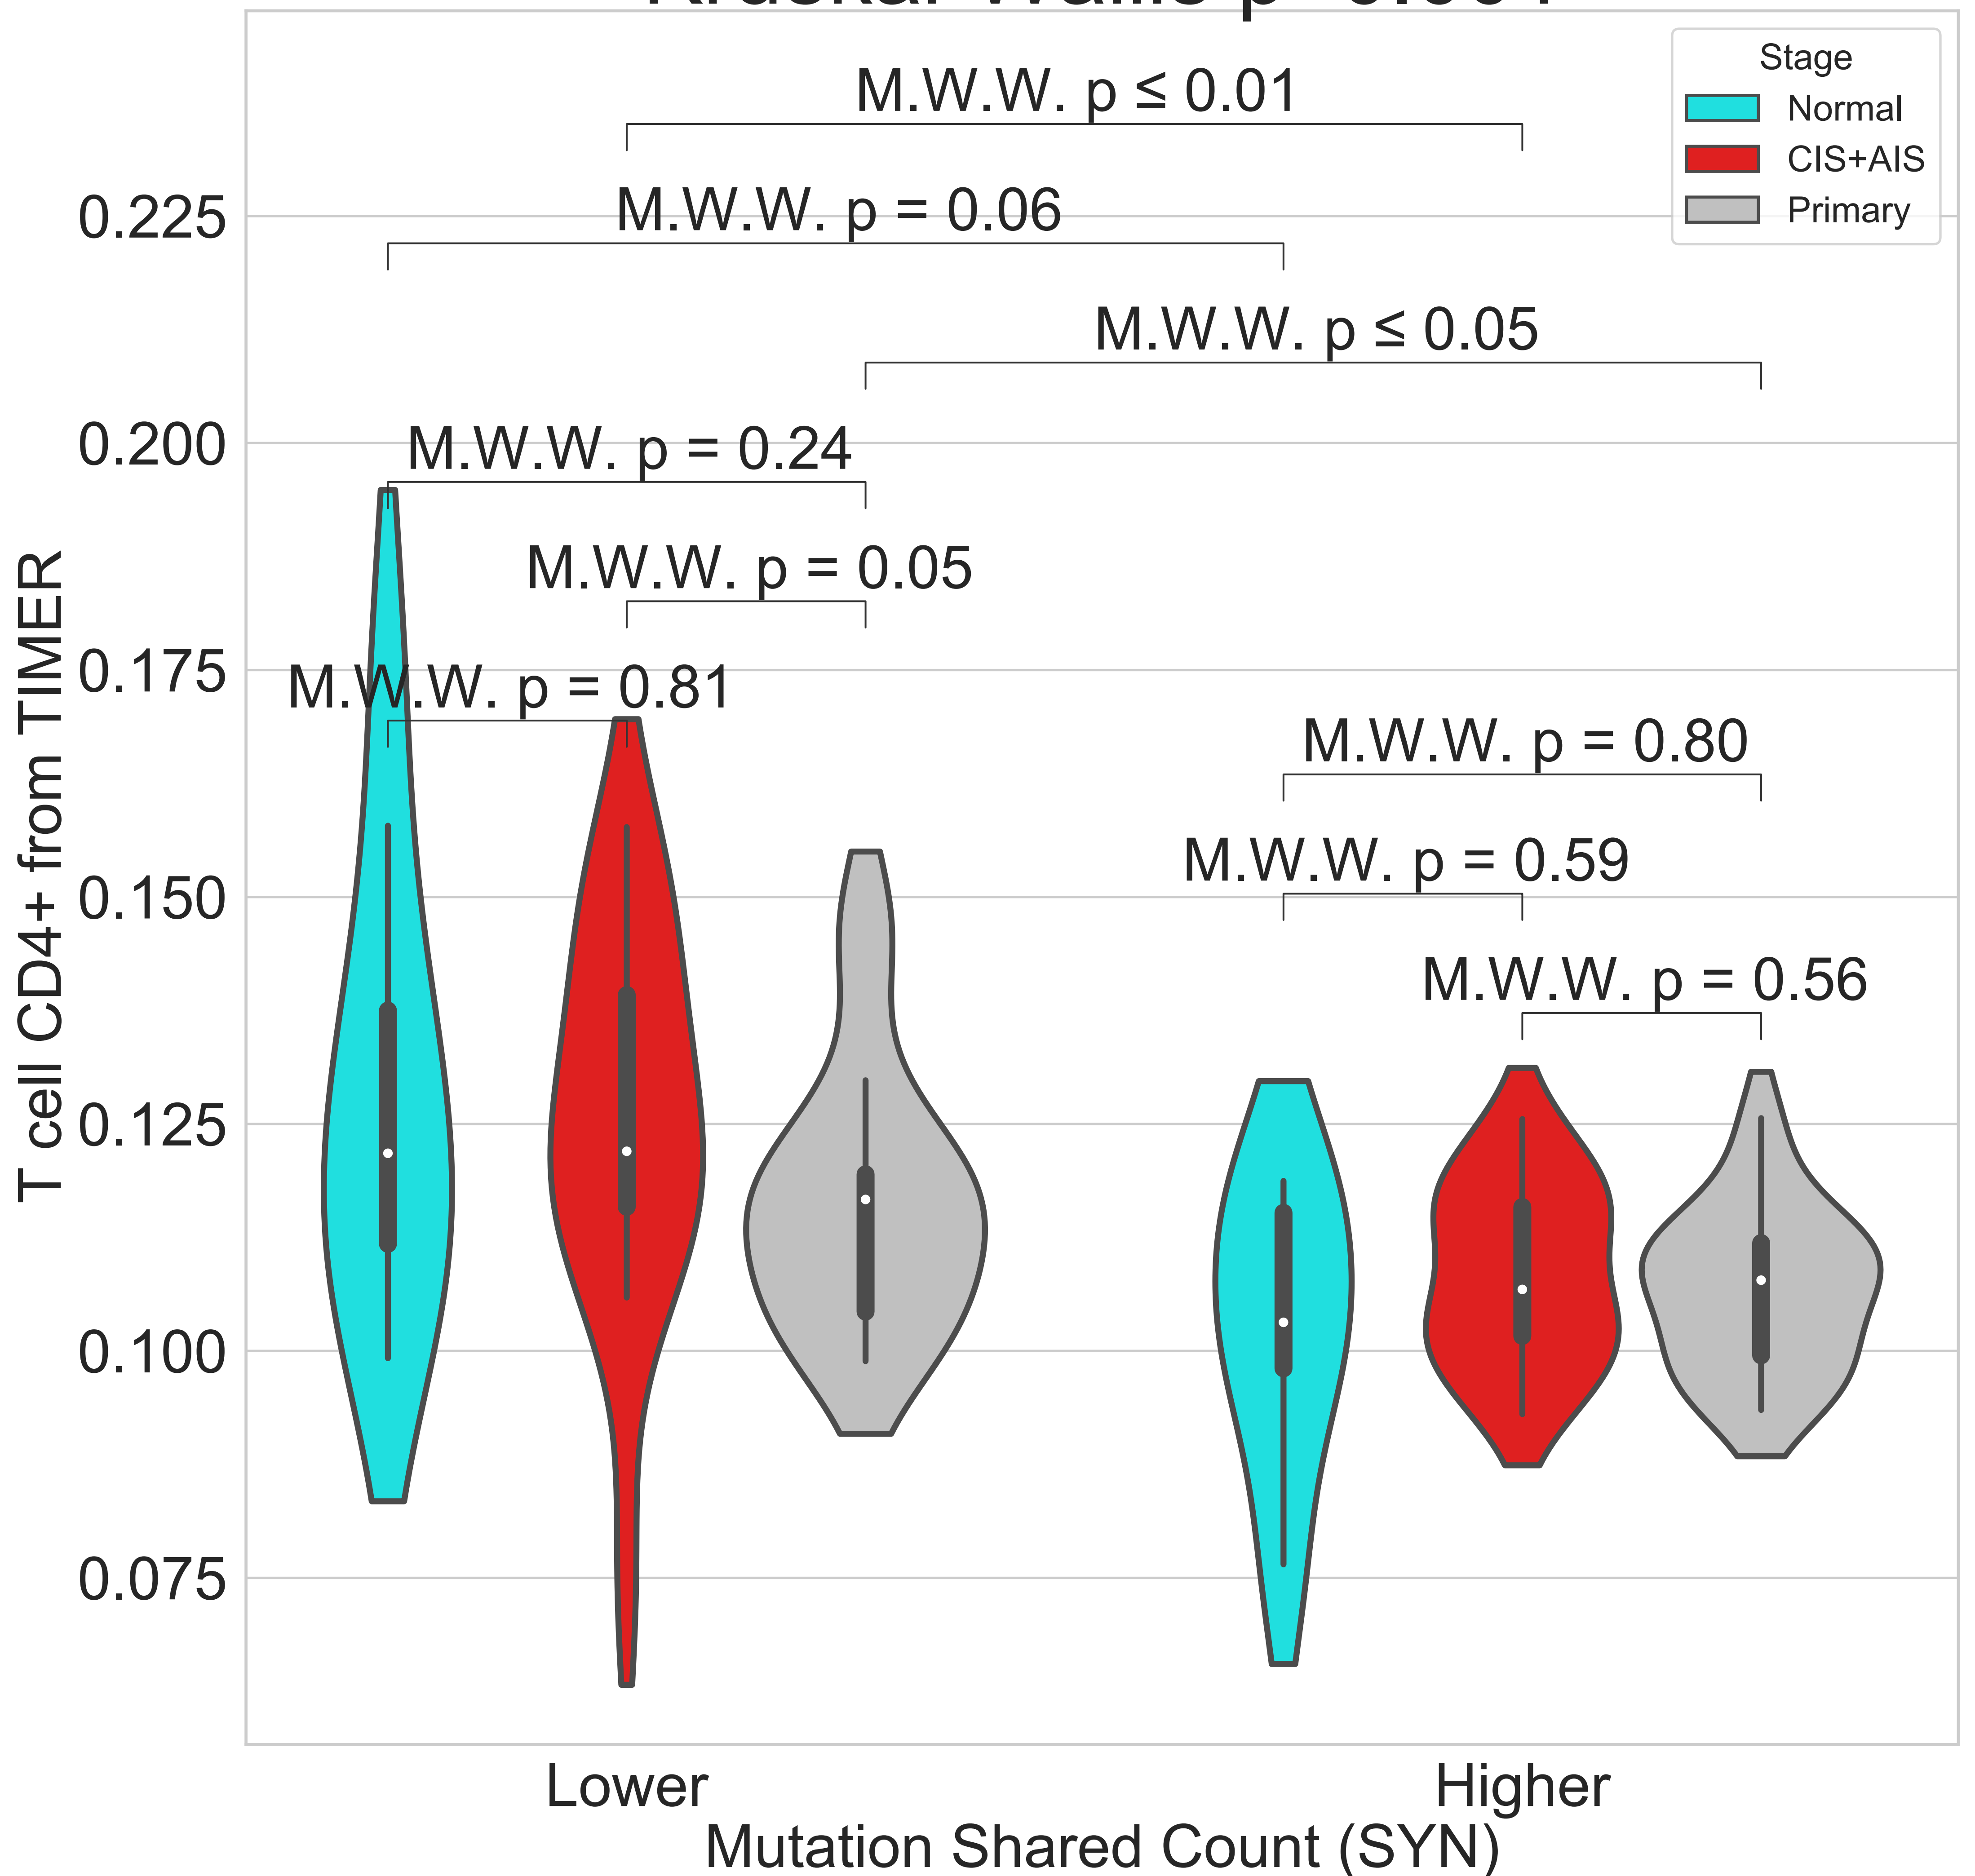 Stage
Normal
CIS+AIS
Primary
M.W.W. p ≤ 0.01
M.W.W. p = 0.06
M.W.W. p ≤ 0.05
M.W.W. p = 0.24
M.W.W. p = 0.05
M.W.W. p = 0.81
M.W.W. p = 0.80
M.W.W. p = 0.59
M.W.W. p = 0.56
0.225
0.200
0.175
0.150
0.125
0.100
0.075
T cell CD4+ from TIMER
Lower
Higher
Mutation Shared Count (SYN)